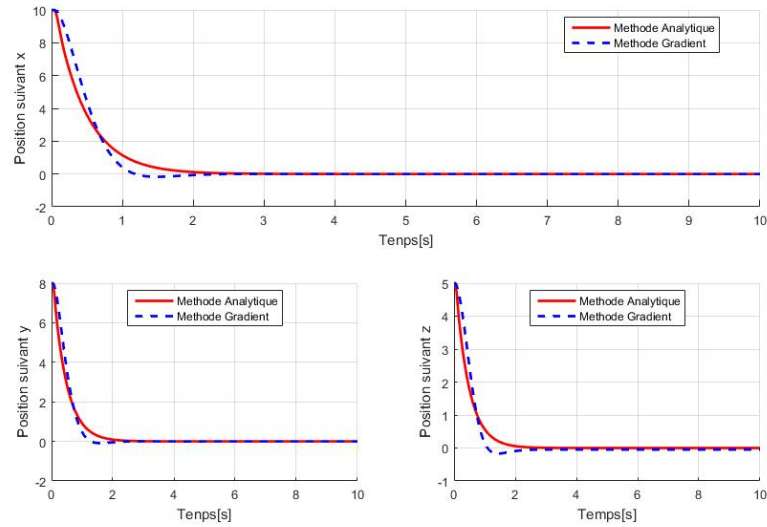 10
8
6
4
2
0
-2
Position suivant x
Methode Analytique
Methode Gradient
0 1 2 3 4 5 6 7 8 9 10
Tenps[s]
8
6
4
2
0
-2
Position suivant y
Methode Analytique
Methode Gradient
0 2 4 6 8 10
Tenps[s]
5
4
3
2
1
0
-1
Position suivant z
Methode Analytique
Methode Gradient
0 2 4 6 8 10
Temps[s]